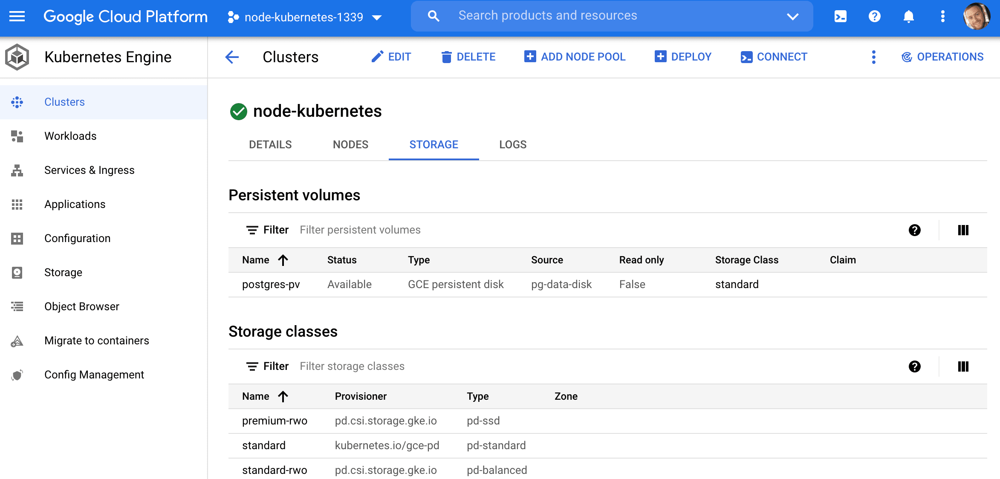 Google Cloud Platform node-kubernetes-1339 Search products and resources
Kubernetes Engine Clusters EDIT DELETE ADD NODE POOL DEPLOY CONNECT OPERATIONS
Clusters
Workloads
Services & Ingress
Applications
Configuration
Storage
Object Browser
Migrate to containers
Config Management
node-kubernetes
DETAILS NODES STORAGE LOGS
Persistent volumes
Filter Filter persistent volumes
Name Status Type Source Read only Storage Class Claim
postgres-pv Available GCE persistent disk pg-data-disk False standard
Storage classes
Filter Filter storage classes
Name Provisioner Type Zone
premium-rwo pd.csi.storage.gke.io pd-ssd
standard kubernetes.io/gce-pd pd-standard
standard-rwo pd.csi.storage.gke.io pd-balanced